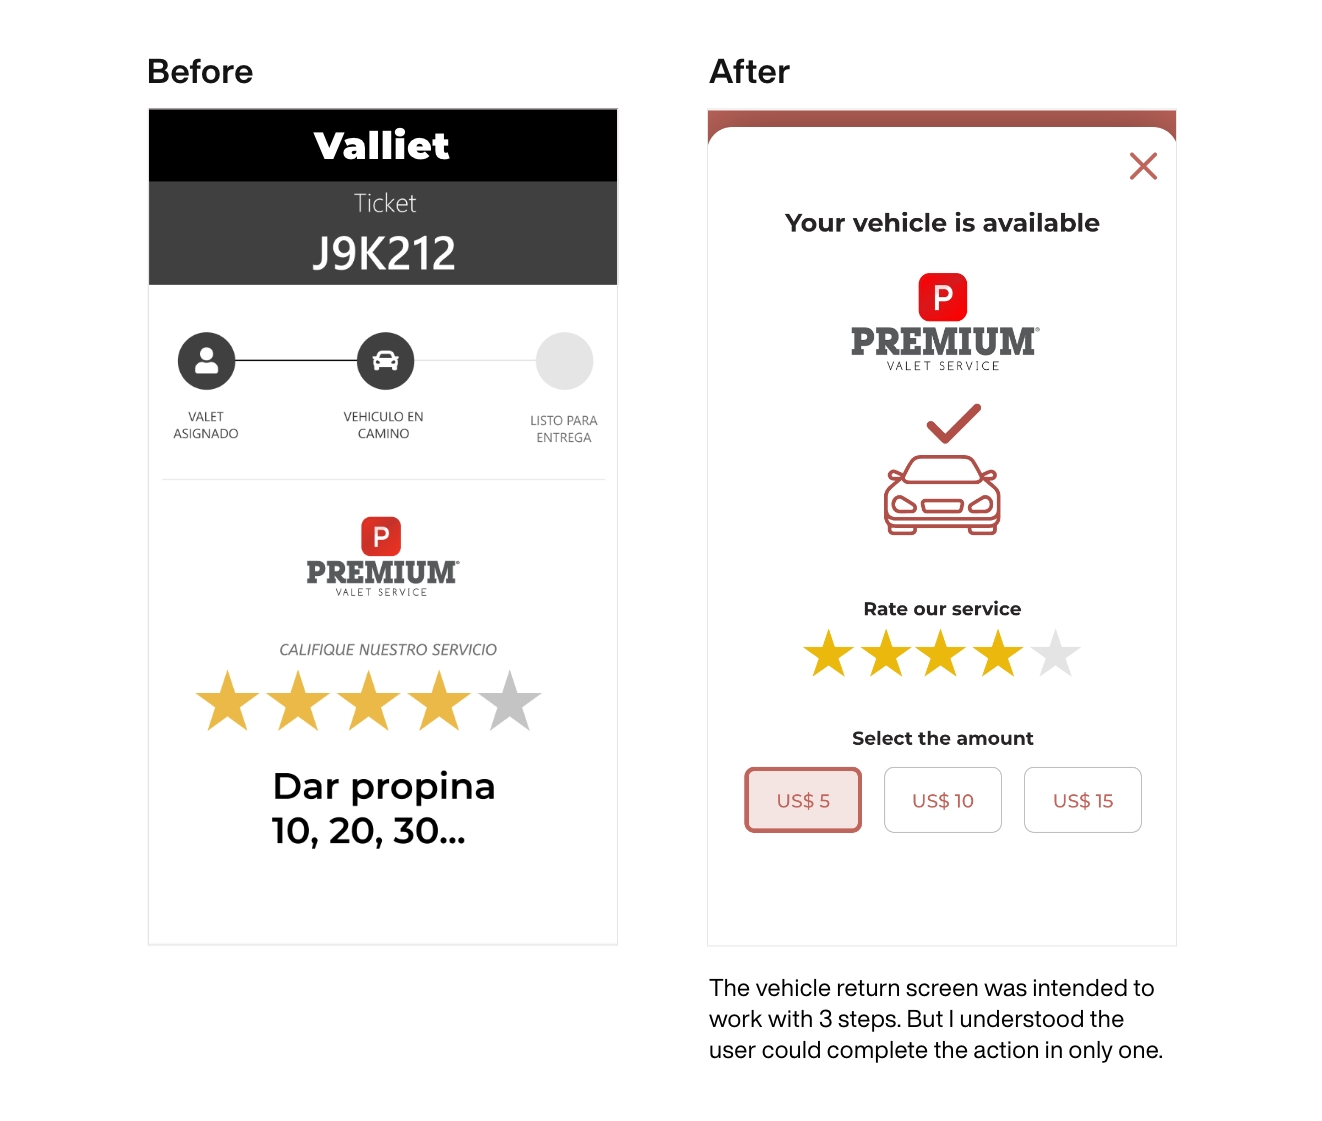 Before
Valliet
Ticket
J9K212
VALET
ASIGNADO
VEHICULO EN
CAMINO
LISTO PARA
ENTREGA
P
PREMIUM®
VALET SERVICE
CALIFIQUE NUESTRO SERVICIO
Dar propina
10, 20, 30...
After
Your vehicle is available
P
PREMIUM®
VALET SERVICE
Rate our service
Select the amount
US$ 5
US$ 10
US$ 15
The vehicle return screen was intended to
work with 3 steps. But I understood the
user could complete the action in only one.